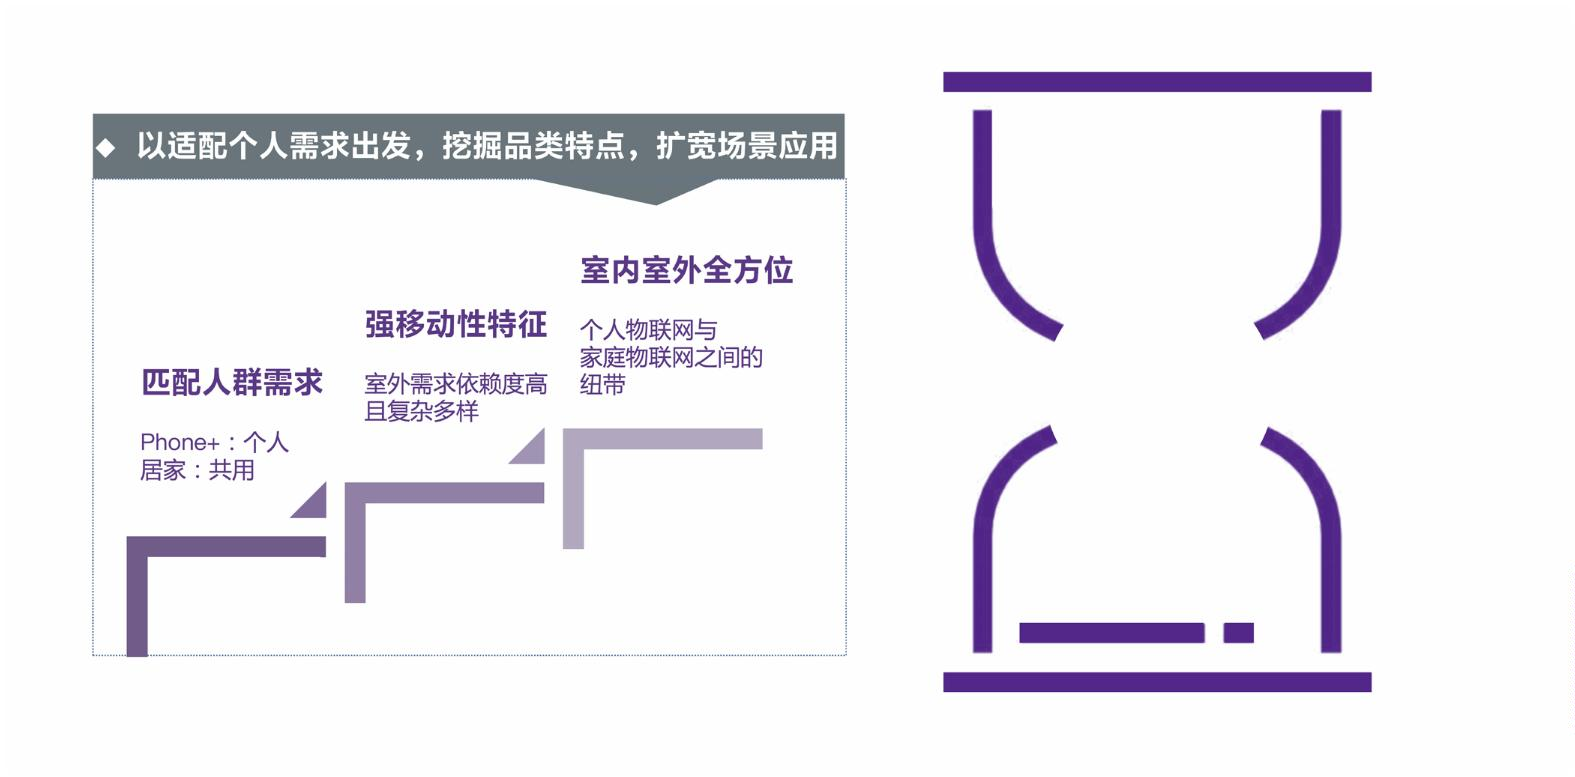 ◆ 以适配个人需求出发，挖掘品类特点，扩宽场景应用
匹配人群需求
Phone+：个人
居家：共用
强移动性特征
室外需求依赖度高
且复杂多样
室内室外全方位
个人物联网与
家庭物联网之间的
纽带